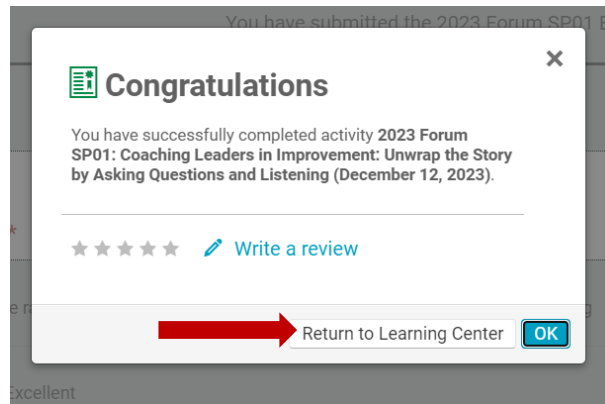 You have submitted the 2023 Forum SP01 E
×
Congratulations
You have successfully completed activity 2023 Forum
SP01: Coaching Leaders in Improvement: Unwrap the Story
by Asking Questions and Listening (December 12, 2023).
*
Write a review
e ra
g
Return to Learning Center
OK
Excellent